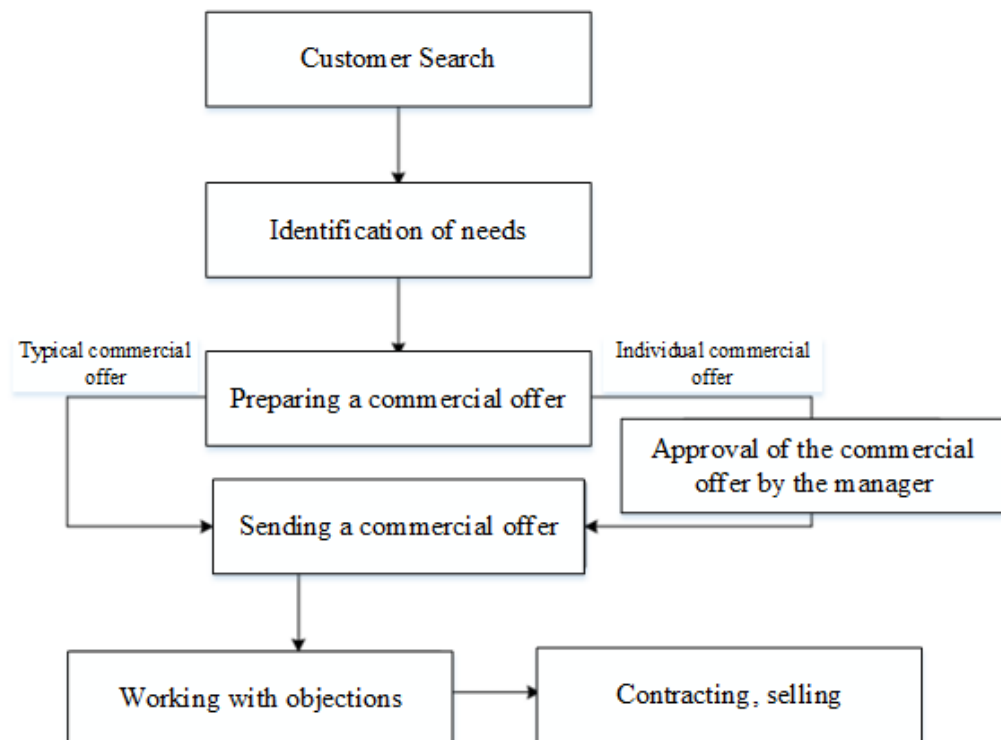 Customer Search
Identification of needs
Typical commercial
offer
Individual commercial
offer
Preparing a commercial offer
Approval of the commercial
offer by the manager
Sending a commercial offer
Working with objections
Contracting, selling